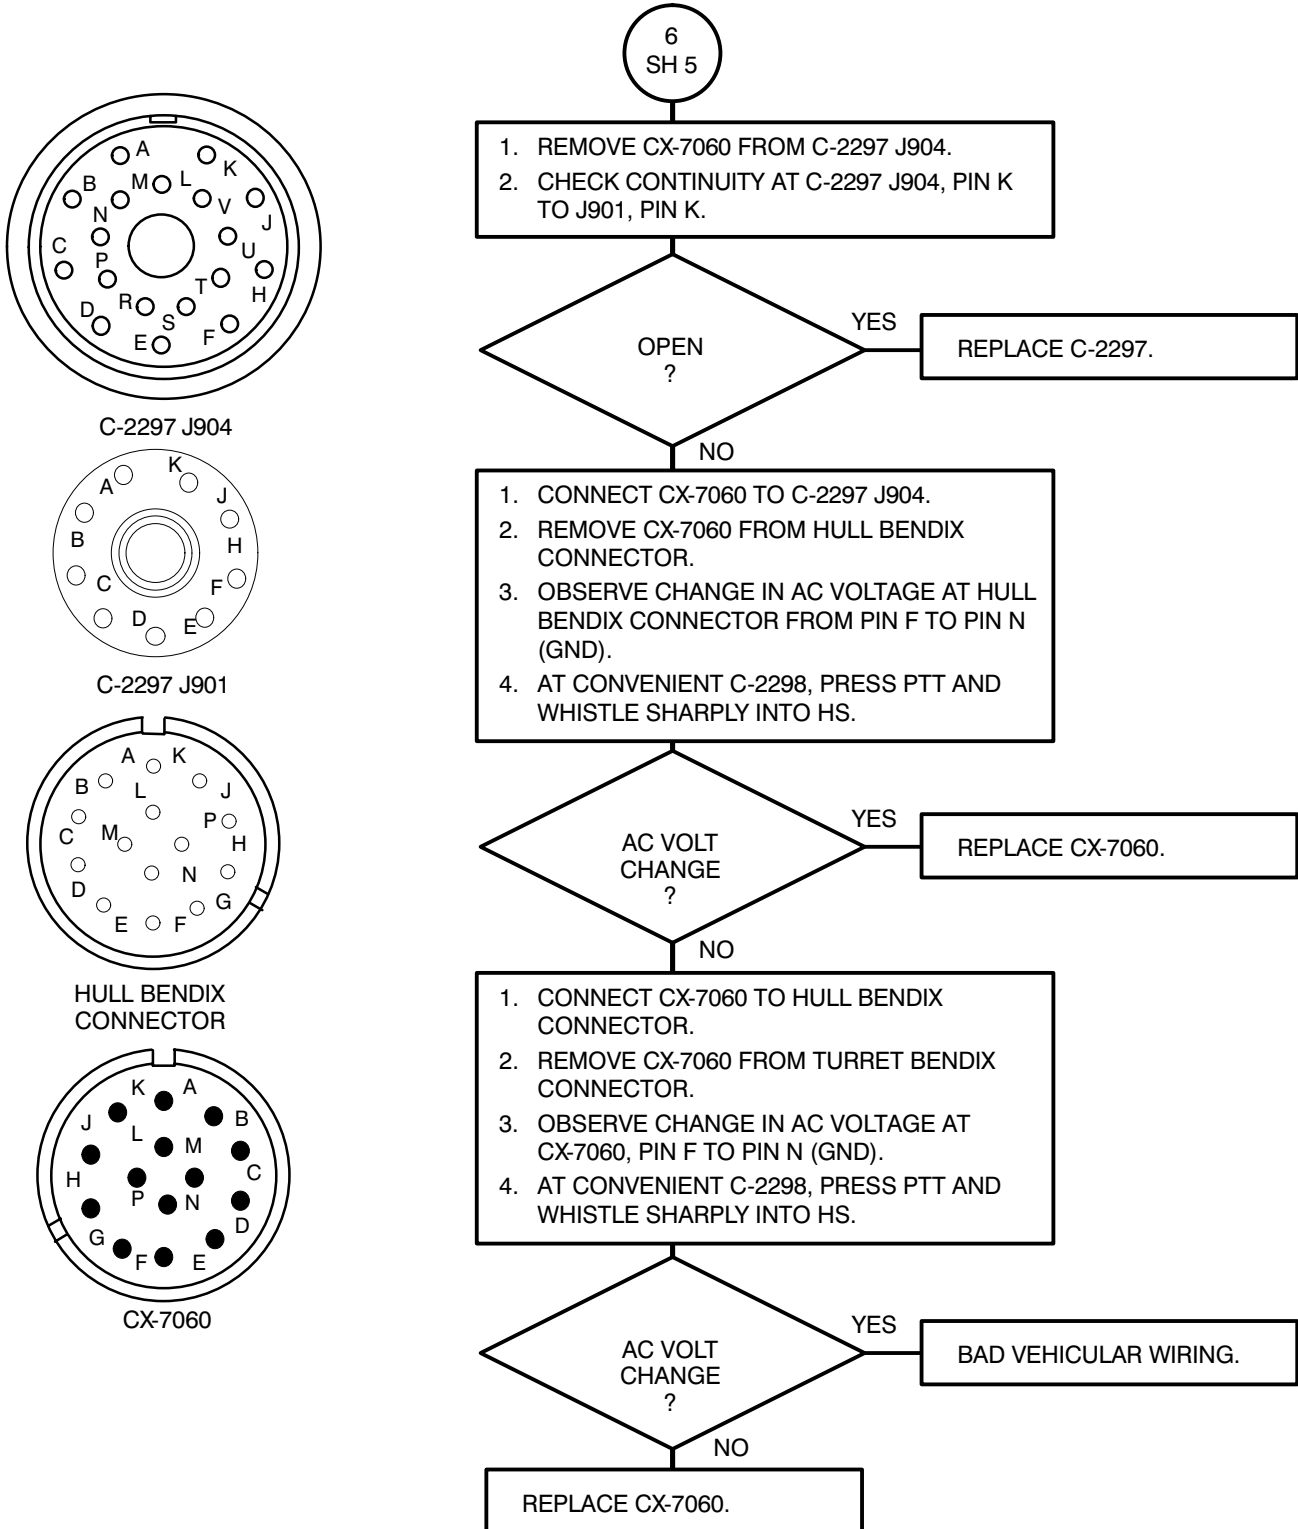 6
SH 5
1. REMOVE CX-7060 FROM C-2297 J904.
2. CHECK CONTINUITY AT C-2297 J904, PIN K
TO J901, PIN K.
OPEN
?
YES
REPLACE C-2297.
NO
1. CONNECT CX-7060 TO C-2297 J904.
2. REMOVE CX-7060 FROM HULL BENDIX
CONNECTOR.
3. OBSERVE CHANGE IN AC VOLTAGE AT HULL
BENDIX CONNECTOR FROM PIN F TO PIN N
(GND).
4. AT CONVENIENT C-2298, PRESS PTT AND
WHISTLE SHARPLY INTO HS.
AC VOLT
CHANGE
?
YES
REPLACE CX-7060.
NO
1. CONNECT CX-7060 TO HULL BENDIX
CONNECTOR.
2. REMOVE CX-7060 FROM TURRET BENDIX
CONNECTOR.
3. OBSERVE CHANGE IN AC VOLTAGE AT
CX-7060, PIN F TO PIN N (GND).
4. AT CONVENIENT C-2298, PRESS PTT AND
WHISTLE SHARPLY INTO HS.
AC VOLT
CHANGE
?
YES
BAD VEHICULAR WIRING.
NO
REPLACE CX-7060.
A K
B M L
N V J
C U
P
T H
D R S
E F
C-2297 J904
K
A J
B H
C F
D E
C-2297 J901
A K
B L J
C M P H
D N
E F G
HULL BENDIX
CONNECTOR
K A
J B
L M
H C
P N
G D
F E
CX-7060